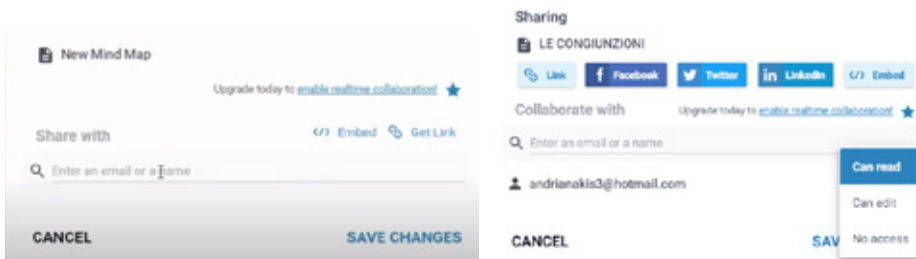 New Mind Map
Upgrade today to enable realtime collaboration!
Share with
Embed Get Link
Enter an email or a name
CANCEL
SAVE CHANGES
Sharing
LE CONGIUNZIONI
Link Facebook Twitter LinkedIn Embed
Collaborate with
Upgrade today to enable realtime collaboration!
Enter an email or a name
andrianakis3@hotmail.com
Can read
Can edit
No access
CANCEL
SAV